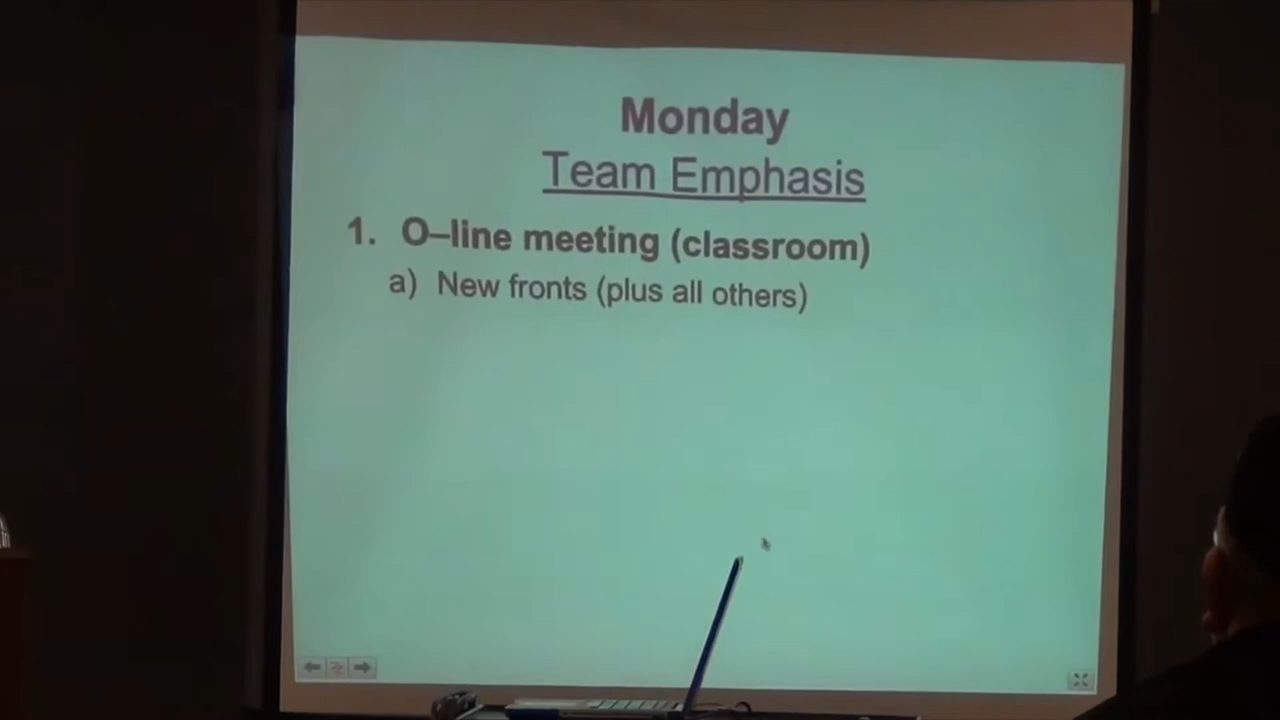 Monday
Team Emphasis
1. O–line meeting (classroom)
a) New fronts (plus all others)